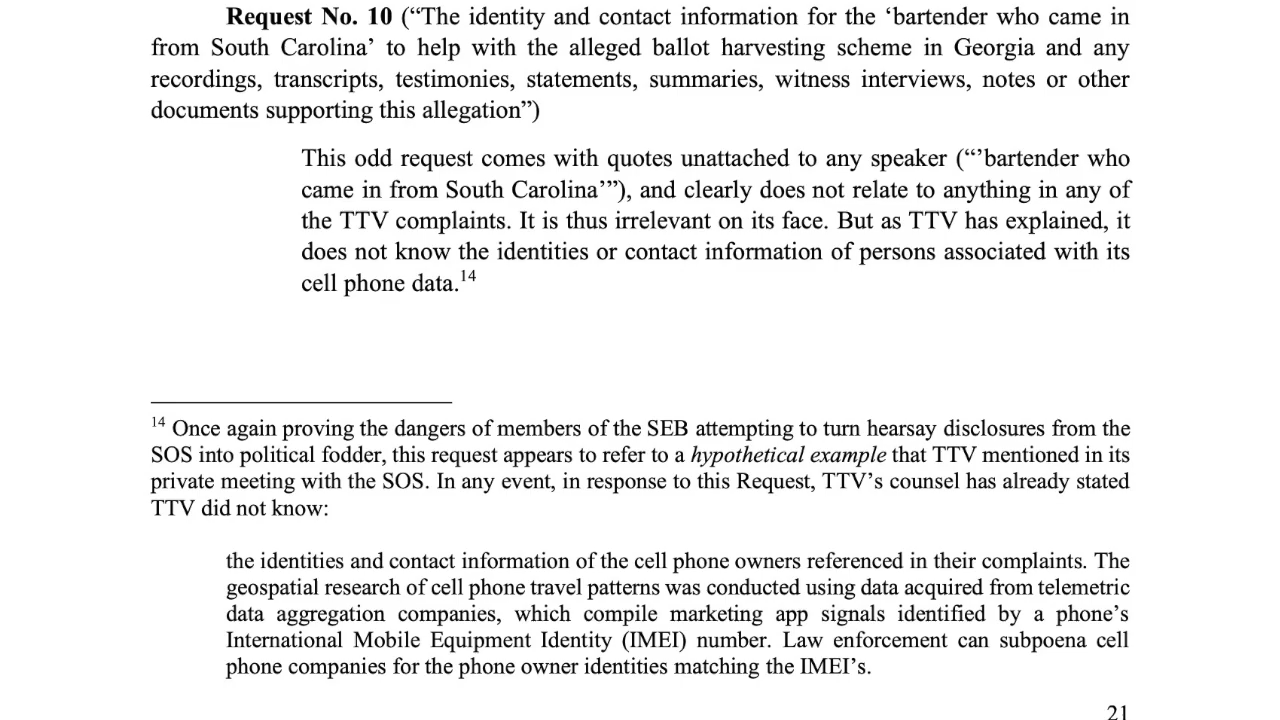 Request No. 10 (“The identity and contact information for the ‘bartender who came in
from South Carolina’ to help with the alleged ballot harvesting scheme in Georgia and any
recordings, transcripts, testimonies, statements, summaries, witness interviews, notes or other
documents supporting this allegation”)
This odd request comes with quotes unattached to any speaker (“’bartender who
came in from South Carolina’”), and clearly does not relate to anything in any of
the TTV complaints. It is thus irrelevant on its face. But as TTV has explained, it
does not know the identities or contact information of persons associated with its
cell phone data.14
14 Once again proving the dangers of members of the SEB attempting to turn hearsay disclosures from the
SOS into political fodder, this request appears to refer to a hypothetical example that TTV mentioned in its
private meeting with the SOS. In any event, in response to this Request, TTV’s counsel has already stated
TTV did not know:
the identities and contact information of the cell phone owners referenced in their complaints. The
geospatial research of cell phone travel patterns was conducted using data acquired from telemetric
data aggregation companies, which compile marketing app signals identified by a phone’s
International Mobile Equipment Identity (IMEI) number. Law enforcement can subpoena cell
phone companies for the phone owner identities matching the IMEI’s.
21